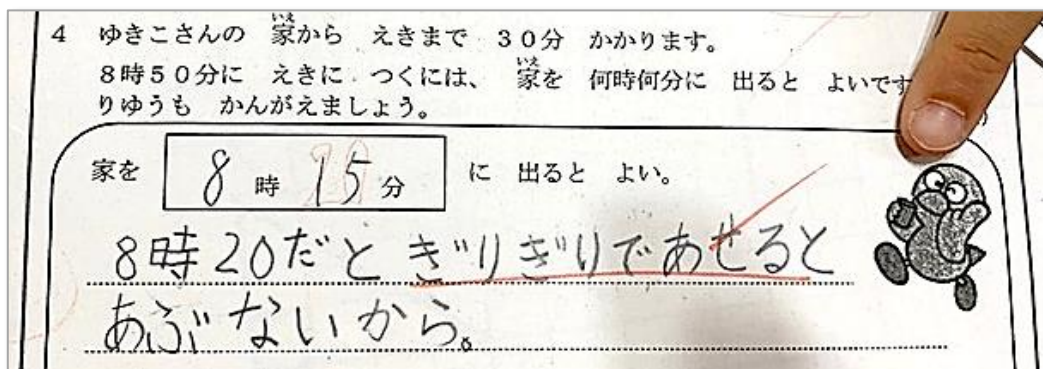 4 ゆきこさんの 家から えきまで 30分 かかります。
8時50分に えきに つくには、 家を 何時何分に 出ると よいです
りゆうも かんがえましょう。
家を 8時15分 に 出ると よい。
8時20だとぎりぎりであせると
あぶないから。